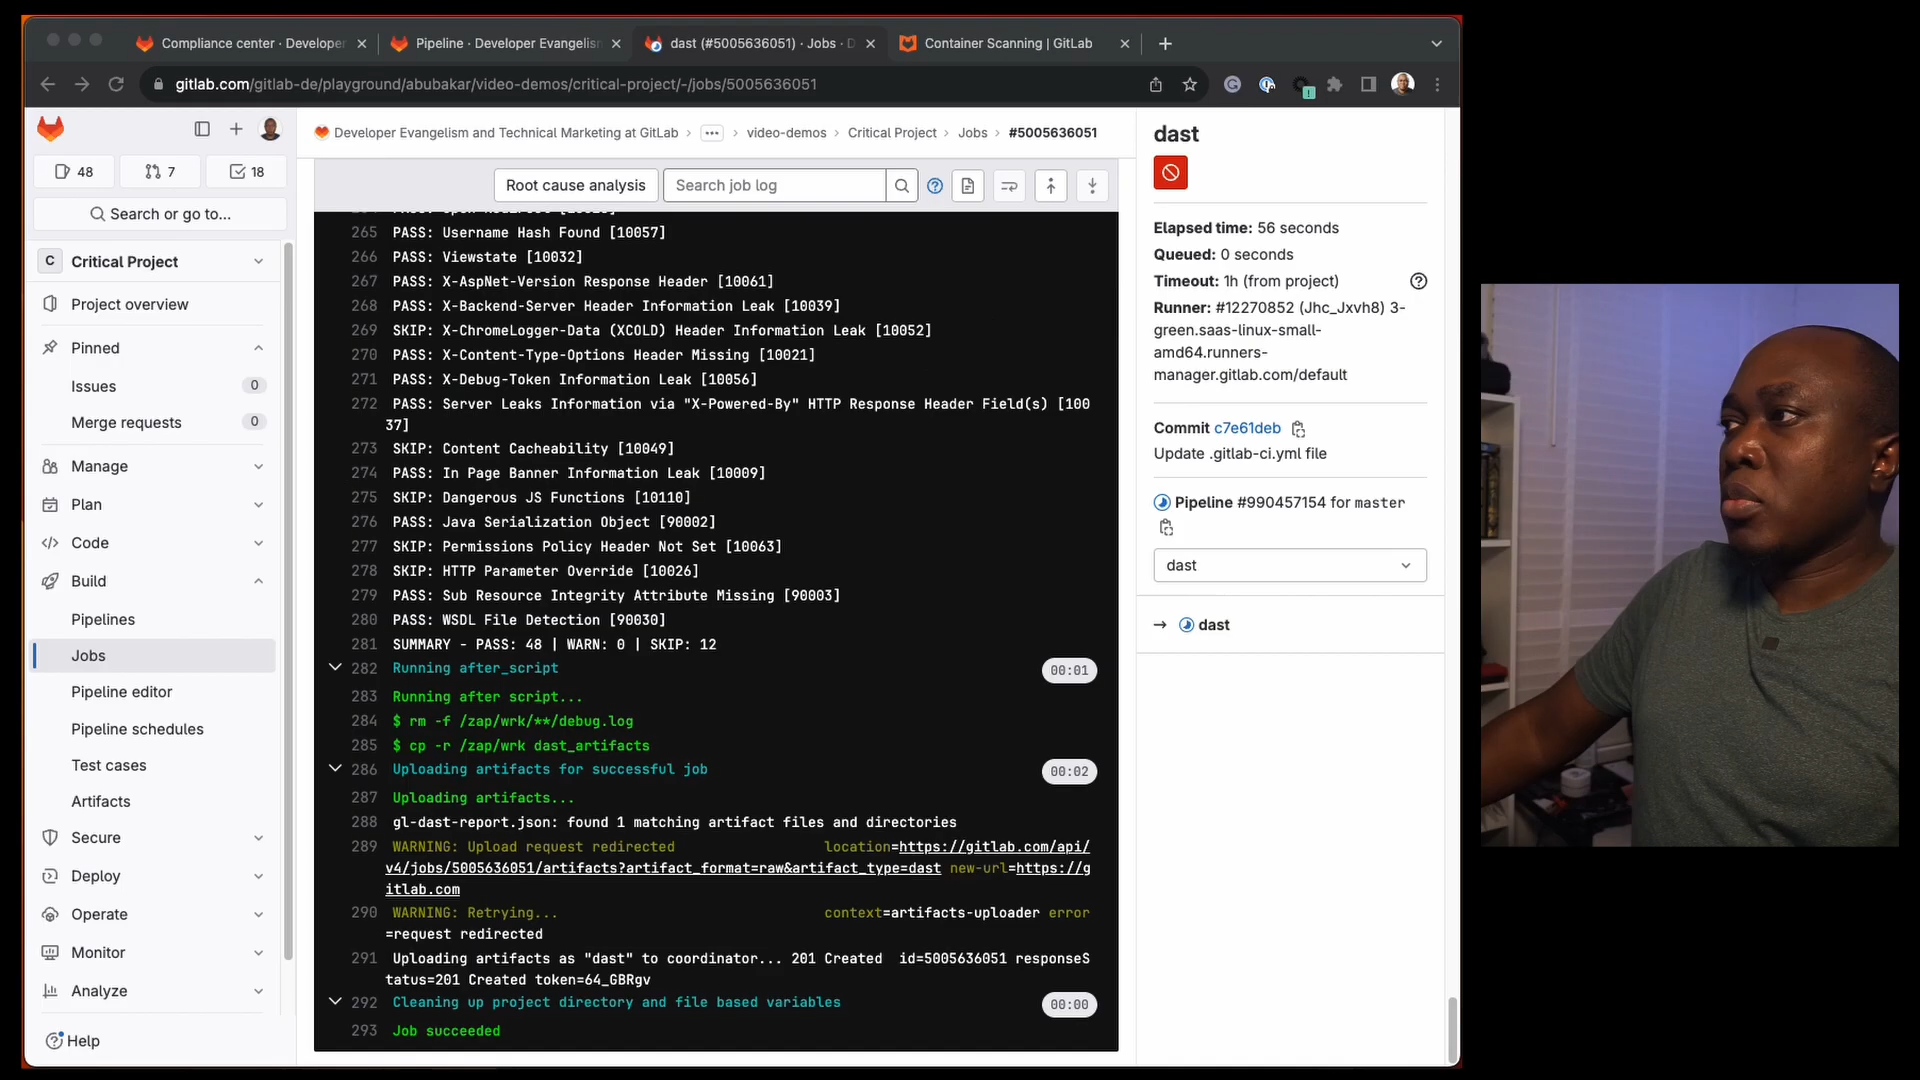 Compliance center · Developer
Pipeline · Developer Evangelism
dast (#5005636051) · Jobs · D
Container Scanning | GitLab
gitlab.com/gitlab-de/playground/abubakar/video-demos/critical-project/-/jobs/5005636051
48
7
18
Search or go to...
C Critical Project
Project overview
Pinned
Issues 0
Merge requests 0
Manage
Plan
Code
Build
Pipelines
Jobs
Pipeline editor
Pipeline schedules
Test cases
Artifacts
Secure
Deploy
Operate
Monitor
Analyze
Help
Developer Evangelism and Technical Marketing at GitLab > ... > video-demos > Critical Project > Jobs > #5005636051
Root cause analysis
Search job log
265 PASS: Username Hash Found [10057]
266 PASS: Viewstate [10032]
267 PASS: X-AspNet-Version Response Header [10061]
268 PASS: X-Backend-Server Header Information Leak [10039]
269 SKIP: X-ChromeLogger-Data (XCOLD) Header Information Leak [10052]
270 PASS: X-Content-Type-Options Header Missing [10021]
271 PASS: X-Debug-Token Information Leak [10056]
272 PASS: Server Leaks Information via "X-Powered-By" HTTP Response Header Field(s) [100
37]
273 SKIP: Content Cacheability [10049]
274 PASS: In Page Banner Information Leak [10009]
275 SKIP: Dangerous JS Functions [10110]
276 PASS: Java Serialization Object [90002]
277 SKIP: Permissions Policy Header Not Set [10063]
278 SKIP: HTTP Parameter Override [10026]
279 PASS: Sub Resource Integrity Attribute Missing [90003]
280 PASS: WSDL File Detection [90030]
281 SUMMARY - PASS: 48 | WARN: 0 | SKIP: 12
282 Running after_script 00:01
283 Running after script...
284 $ rm -f /zap/wrk/**/debug.log
285 $ cp -r /zap/wrk dast_artifacts
286 Uploading artifacts for successful job 00:02
287 Uploading artifacts...
288 gl-dast-report.json: found 1 matching artifact files and directories
289 WARNING: Upload request redirected location=https://gitlab.com/api/
v4/jobs/5005636051/artifacts?artifact_format=raw&artifact_type=dast new-url=https://g
itlab.com
290 WARNING: Retrying... context=artifacts-uploader error
=request redirected
291 Uploading artifacts as "dast" to coordinator... 201 Created id=5005636051 responseS
tatus=201 Created token=64_GBRgv
292 Cleaning up project directory and file based variables 00:00
293 Job succeeded
dast
Elapsed time: 56 seconds
Queued: 0 seconds
Timeout: 1h (from project)
Runner: #12270852 (Jhc_Jxvh8) 3-
green.saas-linux-small-
amd64.runners-
manager.gitlab.com/default
Commit c7e61deb
Update .gitlab-ci.yml file
Pipeline #990457154 for master
dast
→ dast